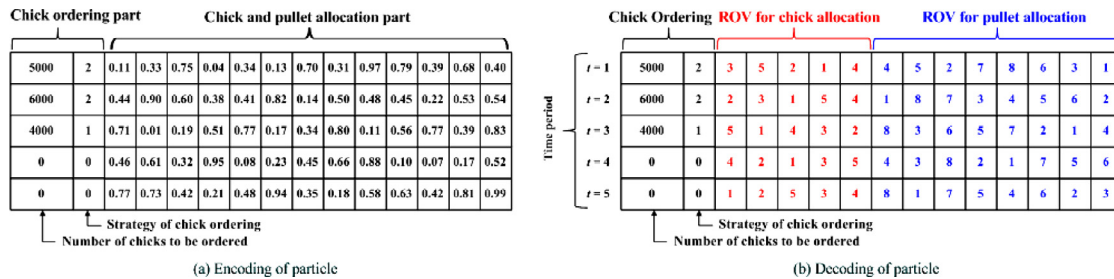 Chick ordering part
Chick and pullet allocation part
5000 2 0.11 0.33 0.75 0.04 0.34 0.13 0.70 0.31 0.97 0.79 0.39 0.68 0.40
6000 2 0.44 0.90 0.60 0.38 0.41 0.82 0.14 0.50 0.48 0.45 0.22 0.53 0.54
4000 1 0.71 0.01 0.19 0.51 0.77 0.17 0.34 0.80 0.11 0.56 0.77 0.39 0.83
0 0 0.46 0.61 0.32 0.95 0.08 0.23 0.45 0.66 0.88 0.10 0.07 0.17 0.52
0 0 0.77 0.73 0.42 0.21 0.48 0.94 0.35 0.18 0.58 0.63 0.42 0.81 0.99
Strategy of chick ordering
Number of chicks to be ordered
(a) Encoding of particle
Chick Ordering
ROV for chick allocation
ROV for pullet allocation
Time period
t = 1 5000 2 3 5 2 1 4 4 5 2 7 8 6 3 1
t = 2 6000 2 2 3 1 5 4 1 8 7 3 4 5 6 2
t = 3 4000 1 5 1 4 3 2 8 3 6 5 7 2 1 4
t = 4 0 0 4 2 1 3 5 4 3 8 2 1 7 5 6
t = 5 0 0 1 2 5 3 4 8 1 7 5 4 6 2 3
Strategy of chick ordering
Number of chicks to be ordered
(b) Decoding of particle